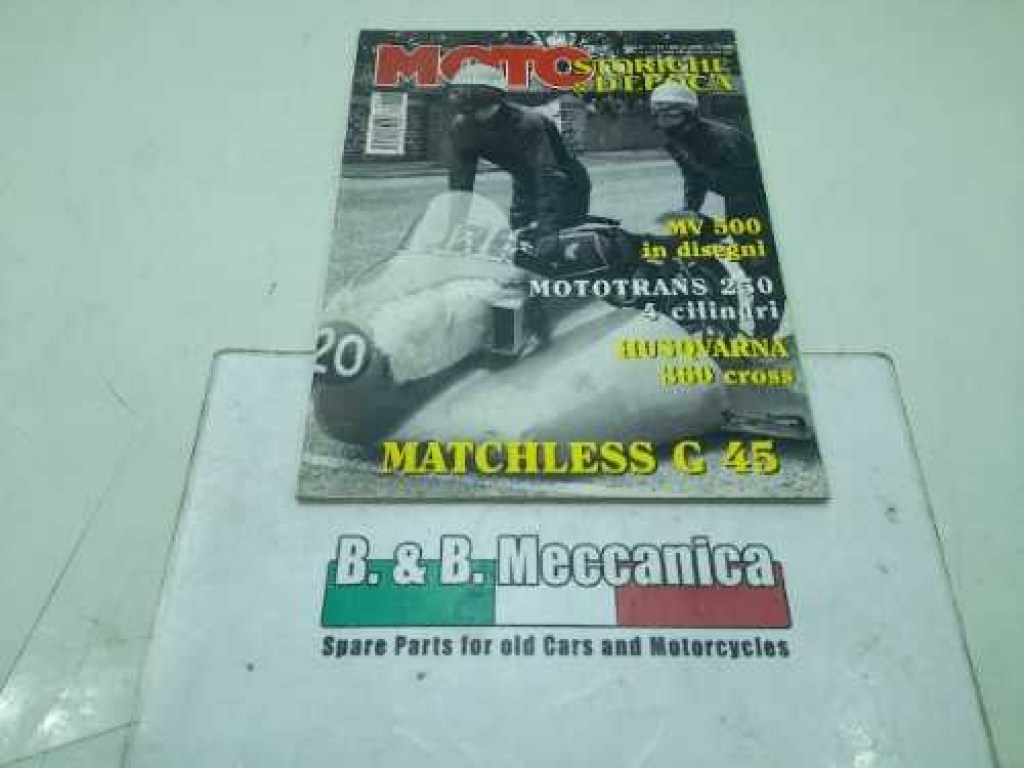 MOTO
STORICHE
& D'EPOCA
MV 500
in disegni
MOTOTRANS 250
4 cilindri
20
HUSQVARNA
360 cross
MATCHLESS G 45
B. & B. Meccanica
Spare Parts for old Cars and Motorcycles